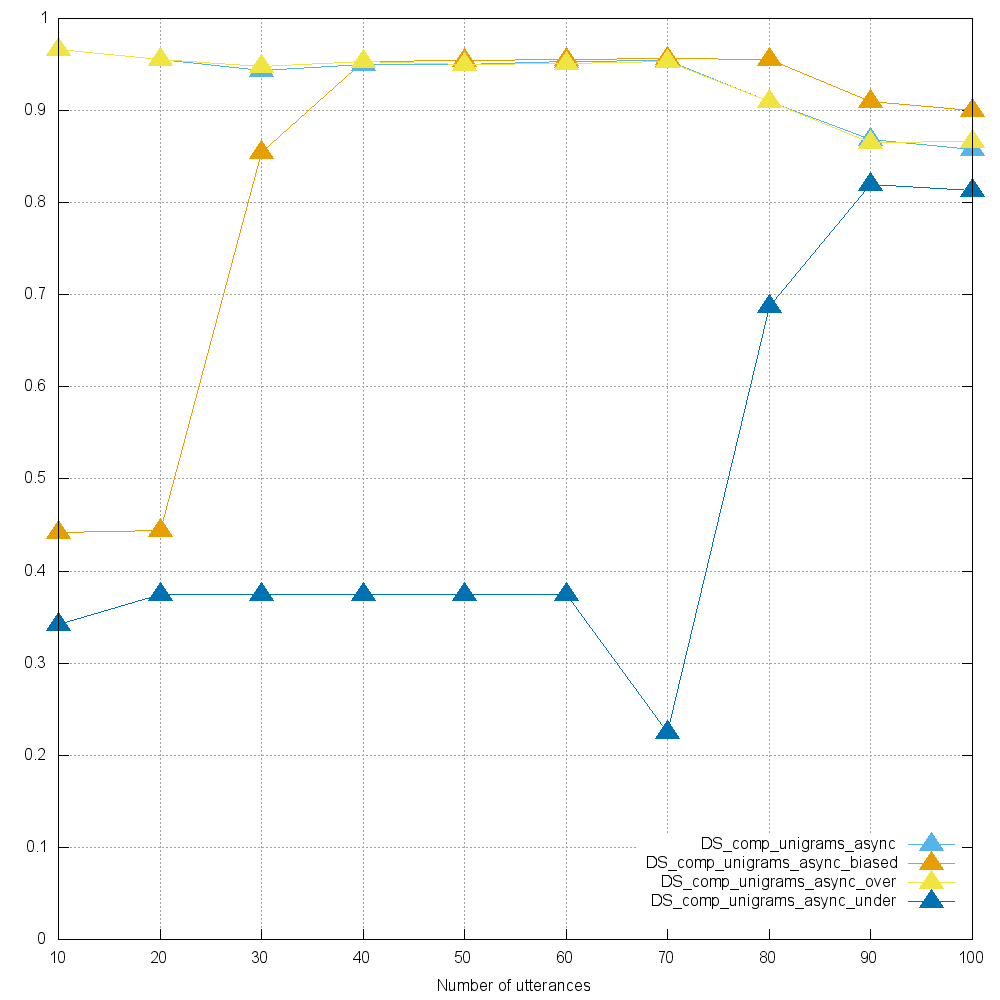 1
0.9
0.8
0.7
0.6
0.5
0.4
0.3
0.2
0.1
0
DS_comp_unigrams_async
DS_comp_unigrams_async_biased
DS_comp_unigrams_async_over
DS_comp_unigrams_async_under
10 20 30 40 50 60 70 80 90 100
Number of utterances